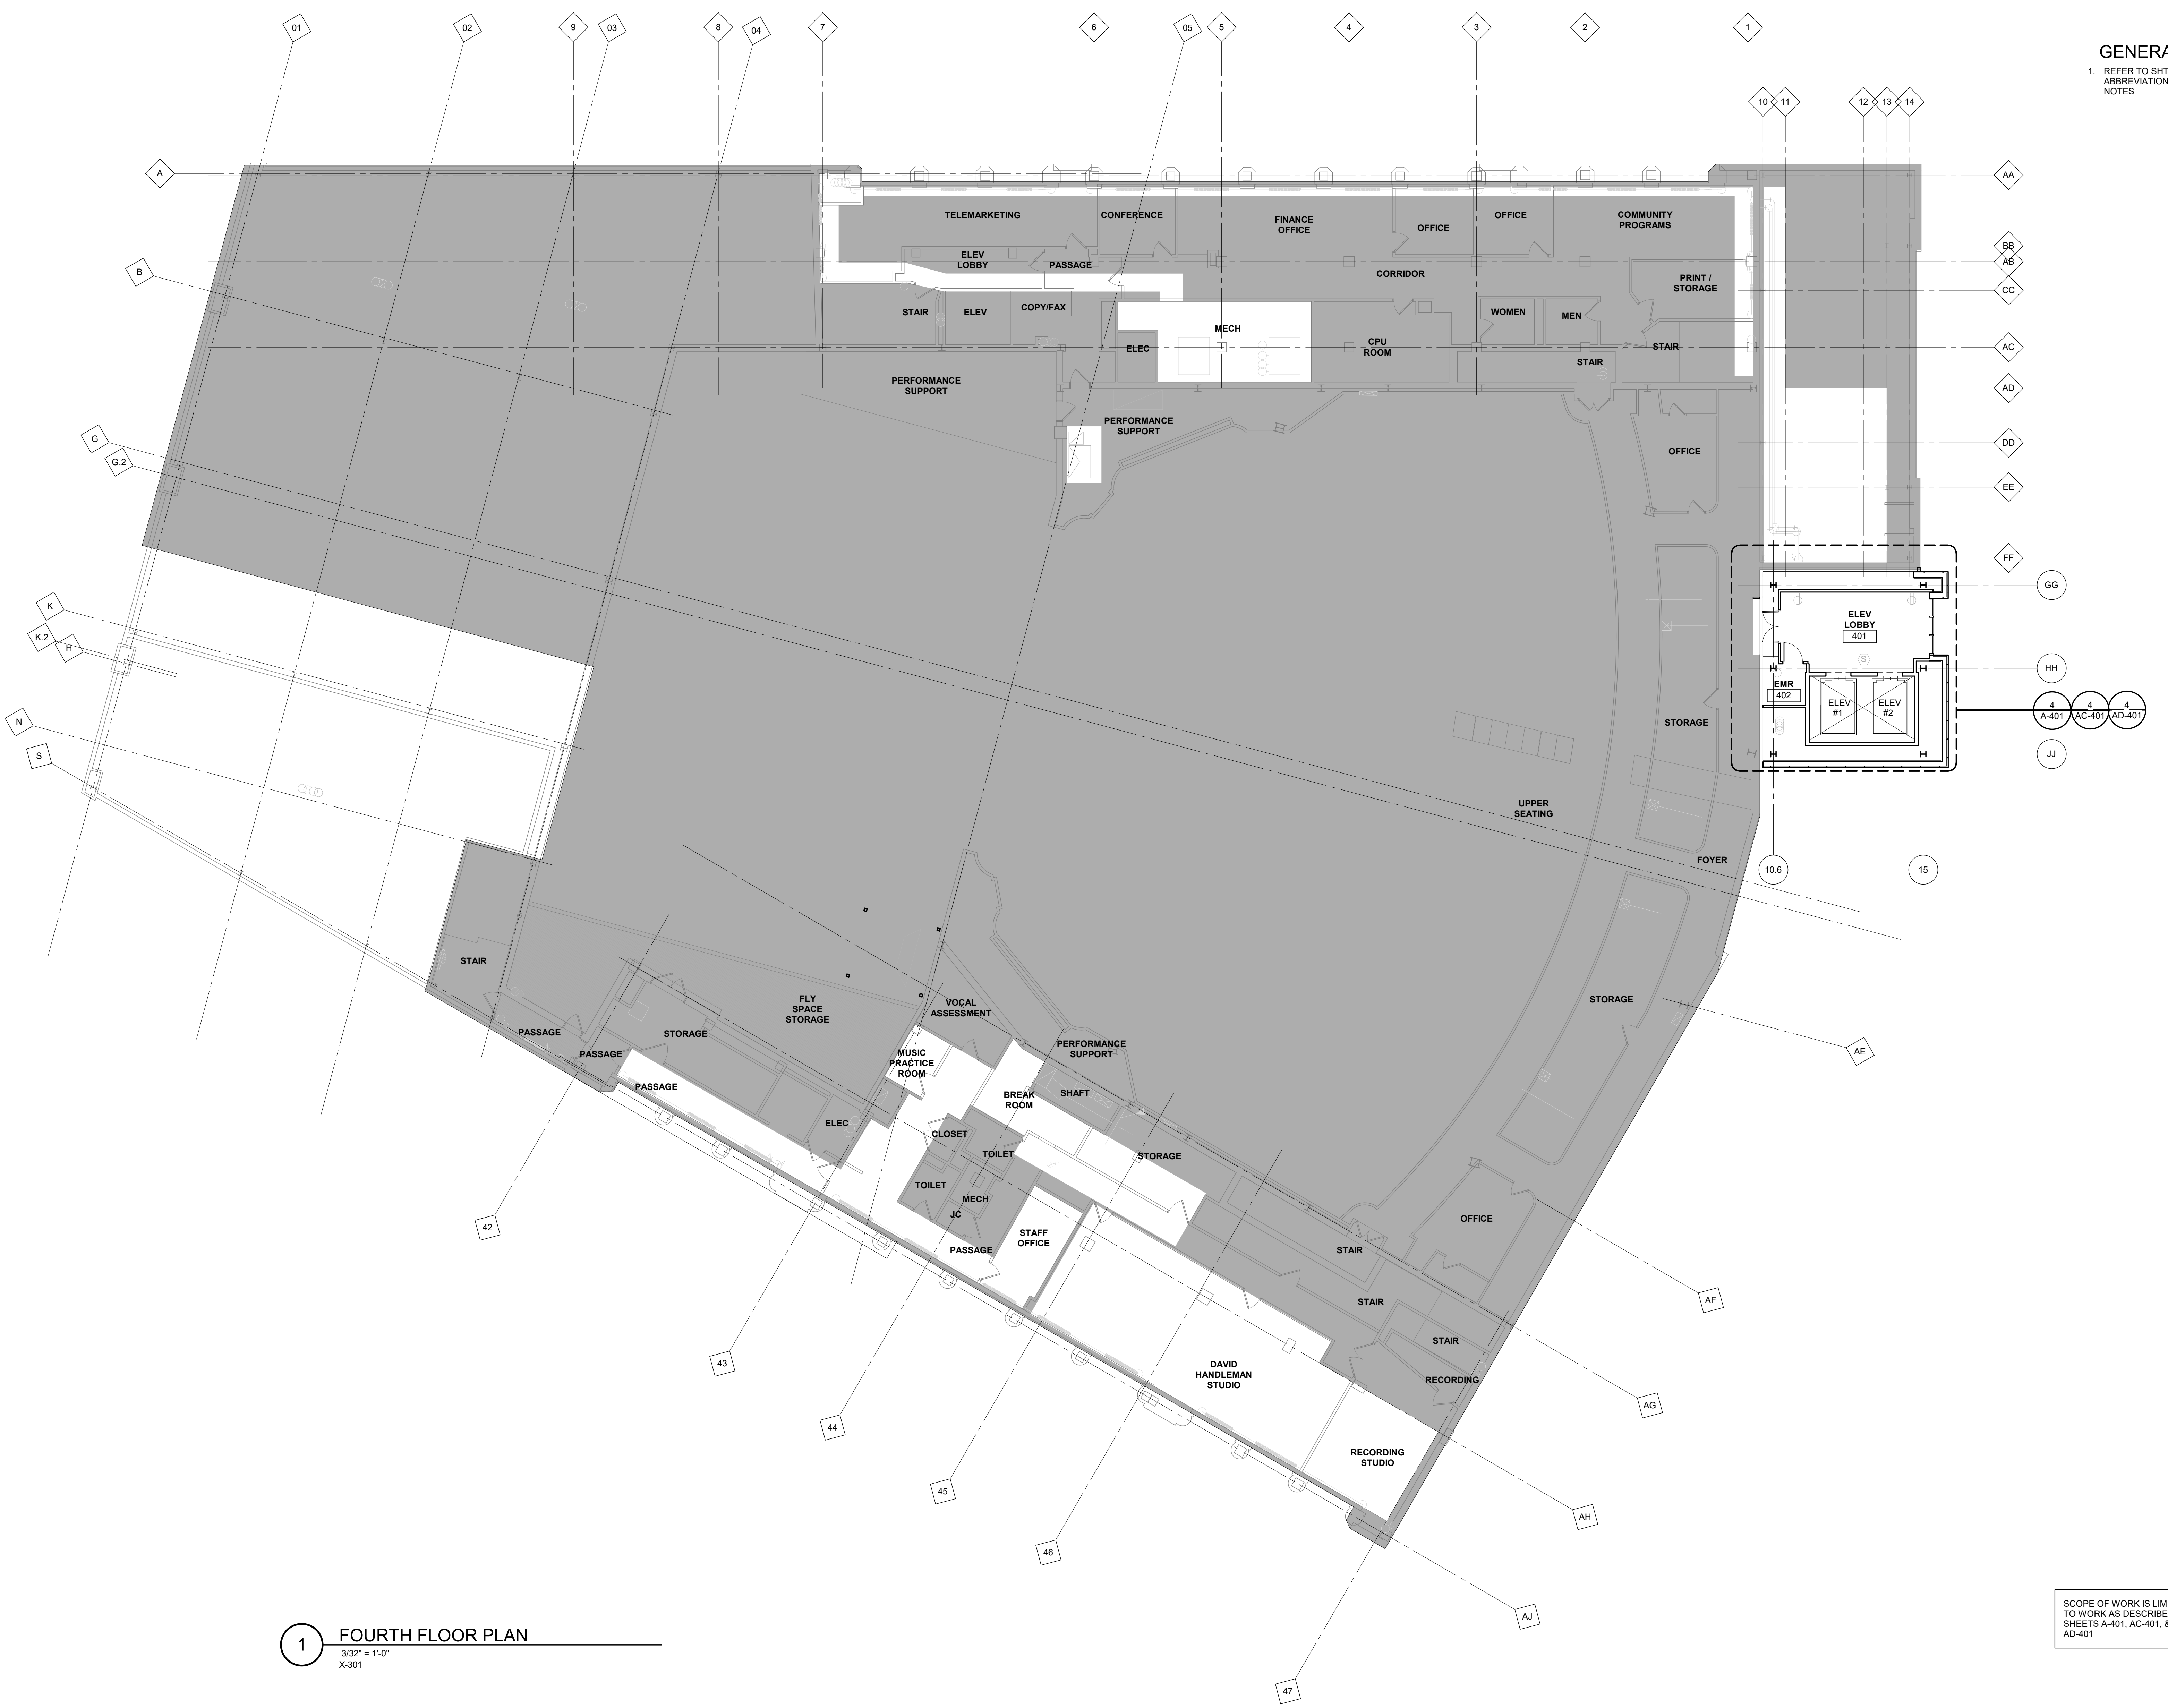 01
02
9
03
8
04
7
6
05
5
4
3
2
1
GENERA
1. REFER TO SHT
ABBREVIATION
NOTES
10
11
12
13
14
A
AA
TELEMARKETING
CONFERENCE
FINANCE
OFFICE
OFFICE
OFFICE
COMMUNITY
PROGRAMS
BB
AB
B
ELEV
LOBBY
PASSAGE
CORRIDOR
PRINT /
STORAGE
CC
STAIR
ELEV
COPY/FAX
MECH
WOMEN
MEN
ELEC
CPU
ROOM
STAIR
STAIR
AC
PERFORMANCE
SUPPORT
AD
PERFORMANCE
SUPPORT
G
G.2
OFFICE
DD
EE
FF
GG
K
K.2
H
ELEV
LOBBY
401
S
HH
EMR
402
ELEV
#1
ELEV
#2
4
A-401
4
AC-401
4
AD-401
N
S
STORAGE
JJ
UPPER
SEATING
FOYER
10.6
15
STAIR
STORAGE
FLY
SPACE
STORAGE
VOCAL
ASSESSMENT
PASSAGE
STORAGE
PASSAGE
PERFORMANCE
SUPPORT
AE
MUSIC
PRACTICE
ROOM
PASSAGE
BREAK
ROOM
SHAFT
ELEC
CLOSET
TOILET
STORAGE
TOILET
MECH
JC
42
STAFF
OFFICE
PASSAGE
OFFICE
STAIR
STAIR
AF
STAIR
43
DAVID
HANDLEMAN
STUDIO
RECORDING
AG
44
RECORDING
STUDIO
45
AH
46
AJ
47
1
FOURTH FLOOR PLAN
3/32" = 1'-0"
X-301
SCOPE OF WORK IS LIM
TO WORK AS DESCRIBE
SHEETS A-401, AC-401, &
AD-401